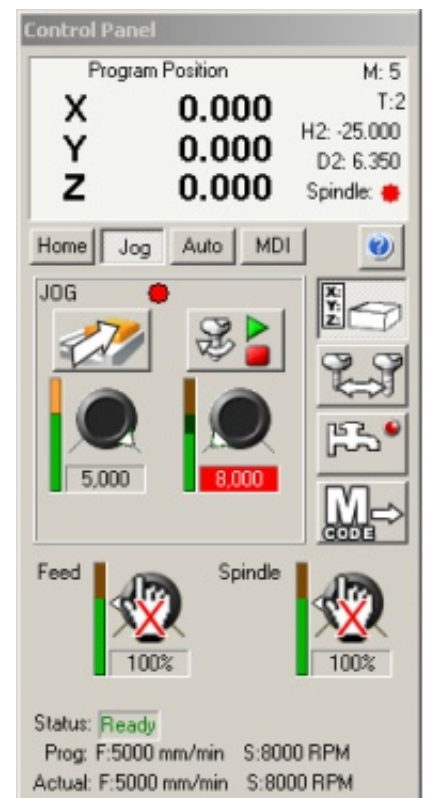 Control Panel
Program Position M: 5
X 0.000 T:2
H2: -25.000
Y 0.000 D2: 6.350
Z 0.000 Spindle:
Home Jog Auto MDI ?
JOG X:
Y:
Z:
5,000 8,000
M
CODE
Feed Spindle
100% 100%
Status: Ready
Prog: F:5000 mm/min S:8000 RPM
Actual: F:5000 mm/min S:8000 RPM